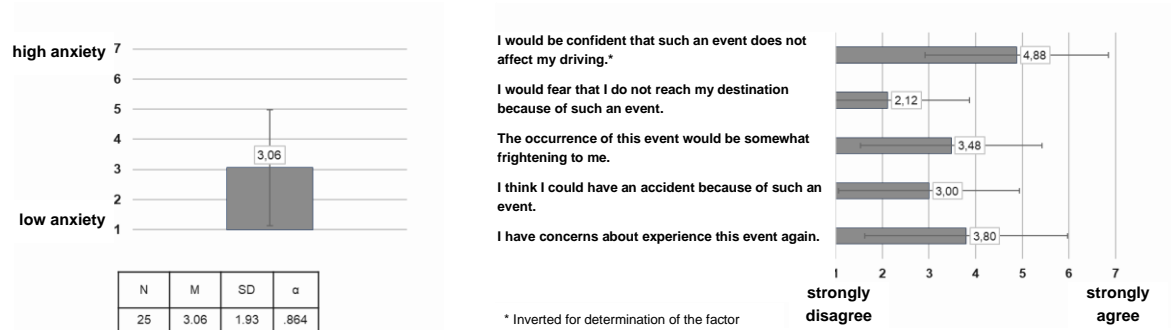 high anxiety
7
6
5
4
3
2
1
low anxiety
3,06
N M SD α
25 3.06 1.93 .864
I would be confident that such an event does not
affect my driving.*
4,88
I would fear that I do not reach my destination
because of such an event.
2,12
The occurrence of this event would be somewhat
frightening to me.
3,48
I think I could have an accident because of such an
event.
3,00
I have concerns about experience this event again.
3,80
1 2 3 4 5 6 7
strongly
disagree
strongly
agree
* Inverted for determination of the factor